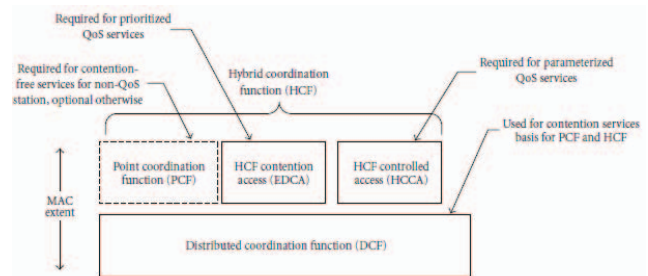 Required for prioritized
QoS services
Required for contention-
free services for non-QoS
station, optional otherwise
Hybrid coordination
function (HCF)
Required for parameterized
QoS services
Used for contention services
basis for PCF and HCF
MAC
extent
Point coordination
function (PCF)
HCF contention
access (EDCA)
HCF controlled
access (HCCA)
Distributed coordination function (DCF)